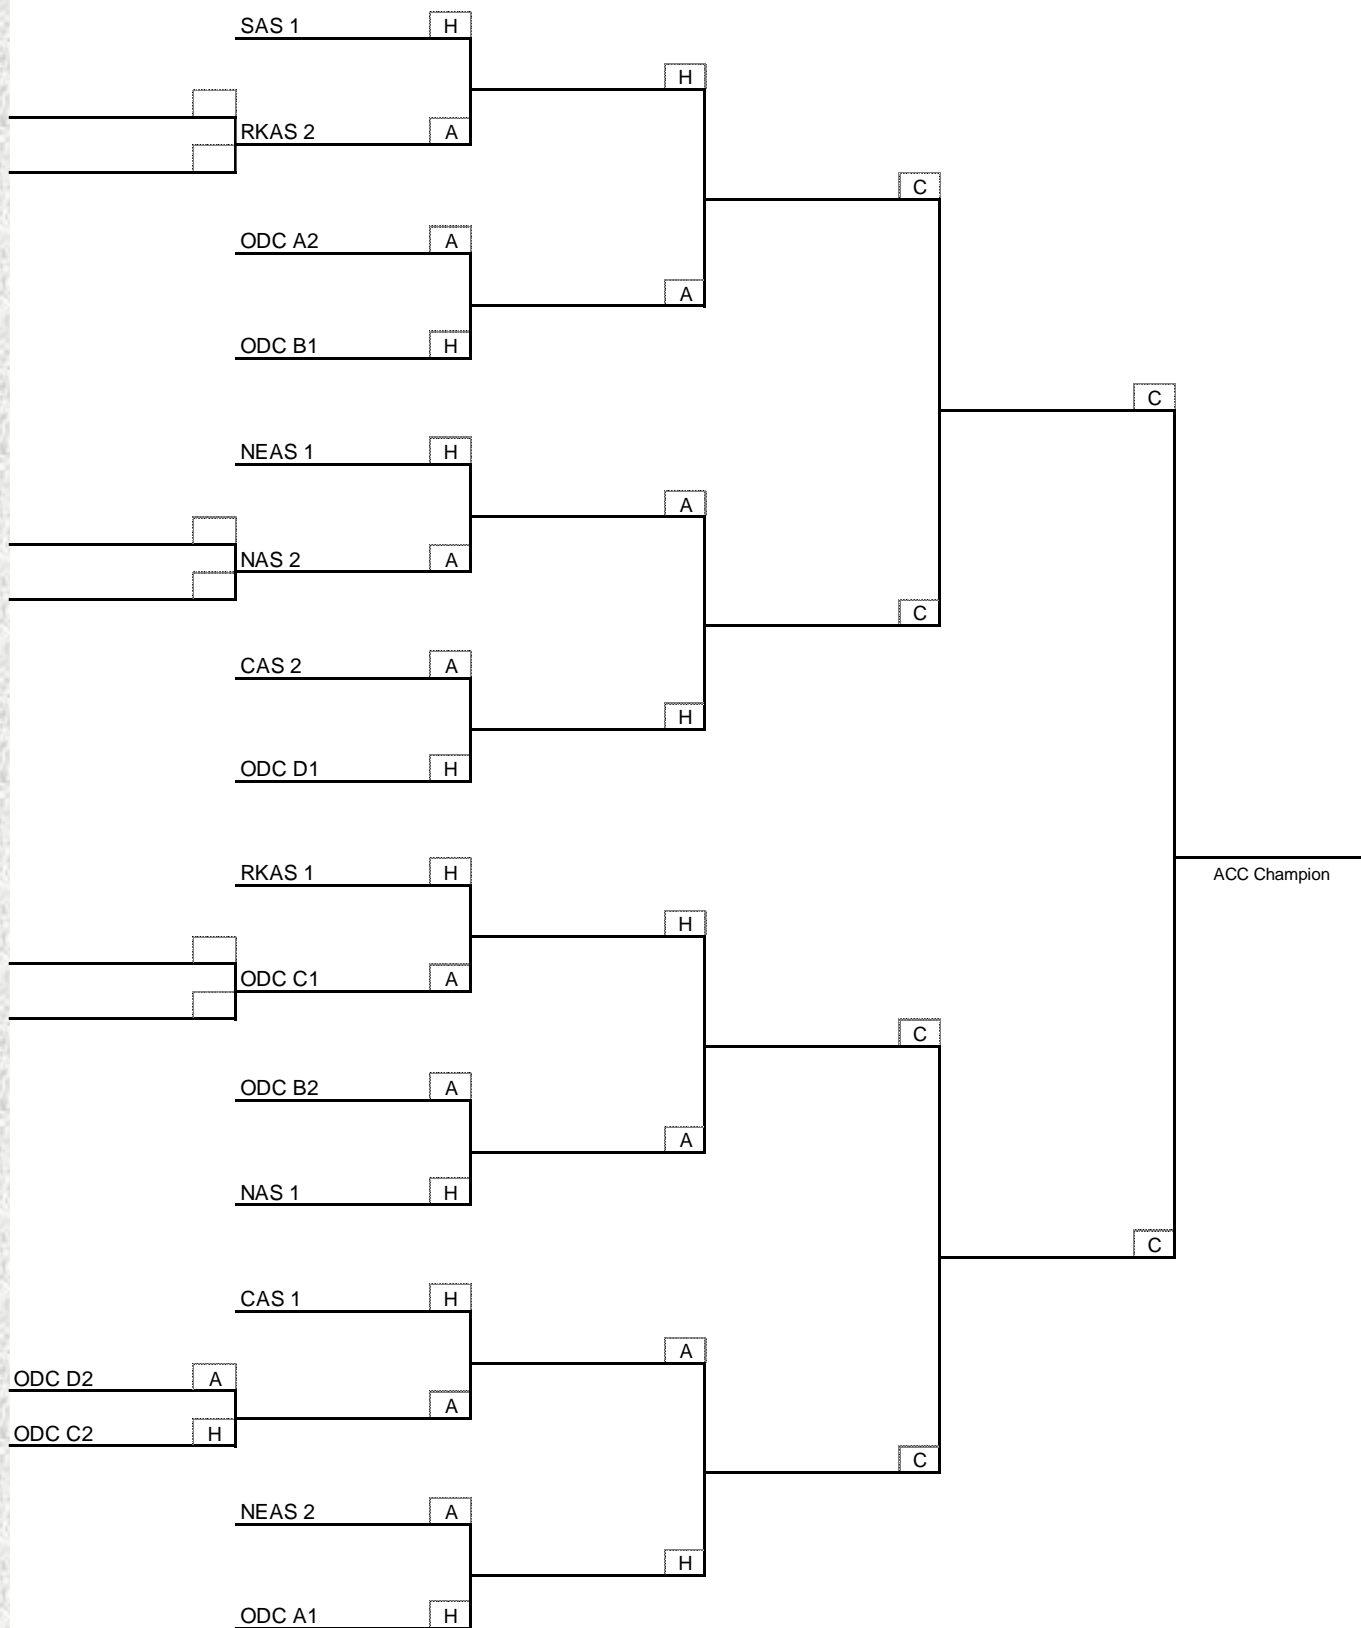 SAS 1 H
H
RKAS 2 A
C
ODC A2 A
A
ODC B1 H
C
NEAS 1 H
A
NAS 2 A
C
CAS 2 A
H
ODC D1 H
RKAS 1 H
ACC Champion
H
ODC C1 A
C
ODC B2 A
A
NAS 1 H
C
CAS 1 H
A
ODC D2 A
A
ODC C2 H
C
NEAS 2 A
H
ODC A1 H